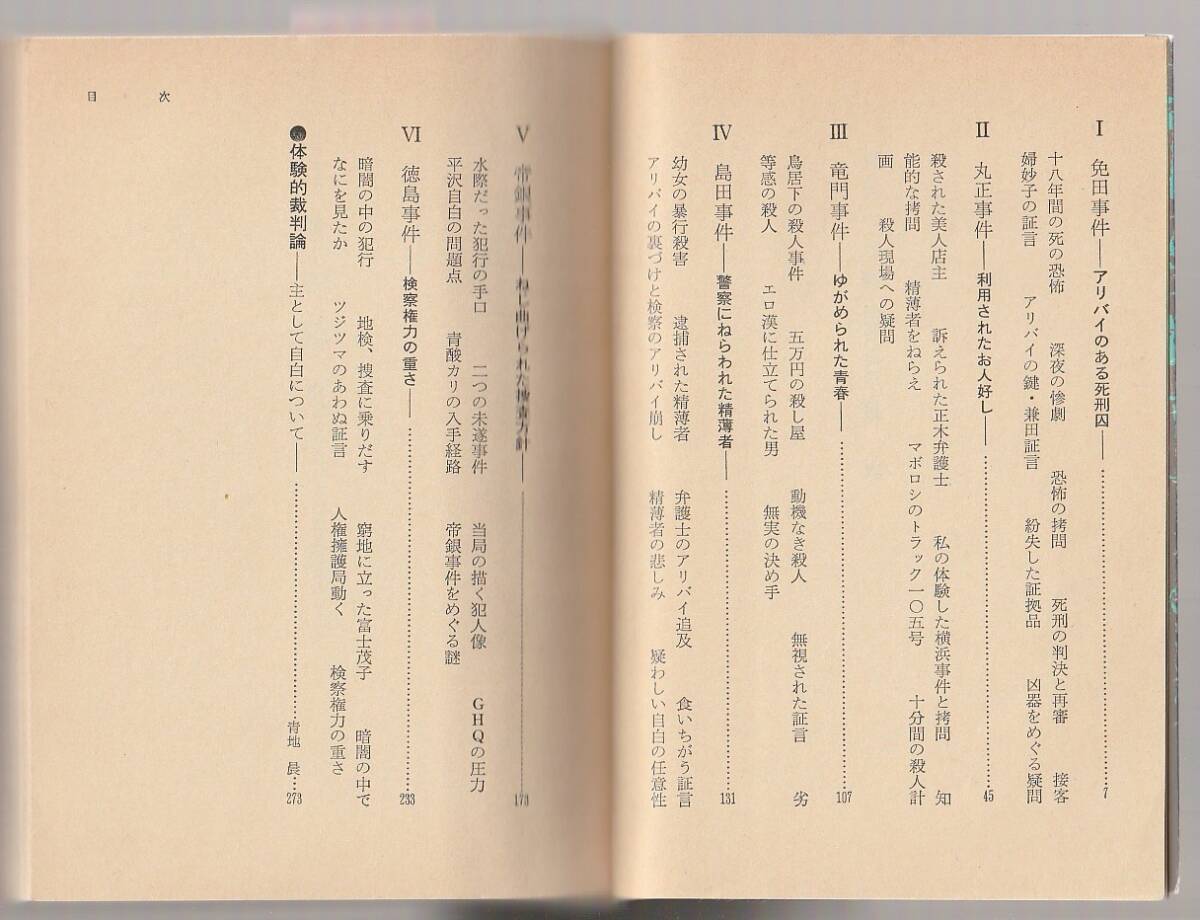 I 免田事件――アリバイのある死刑囚――……………7
十八年間の死の恐怖　深夜の惨劇　恐怖の拷問　死刑の判決と再審　接客
婦妙子の証言　アリバイの鍵・兼田証言　紛失した証拠品　凶器をめぐる疑問
II 丸正事件――利用されたお人好し――……………45
殺された美人店主　訴えられた正木弁護士　私の体験した横浜事件と拷問　知
能的な拷問　精薄者をねらえ　マボロシのトラック一〇五号　十分間の殺人計
画　殺人現場への疑問
III 竜門事件――ゆがめられた青春――……………107
鳥居下の殺人事件　五万円の殺し屋　動機なき殺人　無視された証言　劣
等感の殺人　エロ漢に仕立てられた男　無実の決め手
IV 島田事件――警察にねらわれた精薄者――……………131
幼女の暴行殺害　逮捕された精薄者　弁護士のアリバイ追及　食いちがう証言
アリバイの裏づけと検察のアリバイ崩し　精薄者の悲しみ　疑わしい自白の任意性
V 帝銀事件――ねじ曲げられた捜査方針――……………173
水際だった犯行の手口　二つの未遂事件　当局の描く犯人像　GHQの圧力
平沢自白の問題点　青酸カリの入手経路　帝銀事件をめぐる謎
VI 徳島事件――検察権力の重さ――……………233
暗闇の中の犯行　地検、捜査に乗りだす　窮地に立った富士茂子　暗闇の中で
なにを見たか　ツジツマのあわぬ証言　人権擁護局動く　検察権力の重さ
●体験的裁判論――主として自白について――……………青地　晨…273
目　次